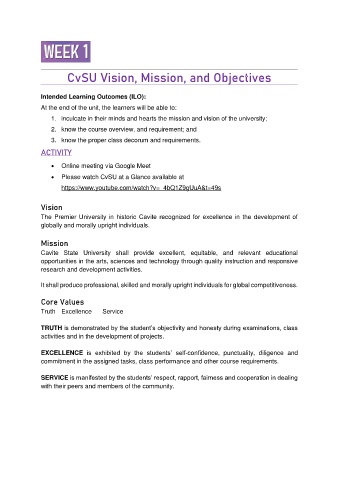 WEEK 1
CvSU Vision, Mission, and Objectives
Intended Learning Outcomes (ILO):
At the end of the unit, the learners will be able to:
1. inculcate in their minds and hearts the mission and vision of the university;
2. know the course overview, and requirement; and
3. know the proper class decorum and requirements.
ACTIVITY
• Online meeting via Google Meet
• Please watch CvSU at a Glance available at
https://www.youtube.com/watch?v=_4bQ1Z9gUuA&t=49s
Vision
The Premier University in historic Cavite recognized for excellence in the development of
globally and morally upright individuals.
Mission
Cavite State University shall provide excellent, equitable, and relevant educational
opportunities in the arts, sciences and technology through quality instruction and responsive
research and development activities.
It shall produce professional, skilled and morally upright individuals for global competitiveness.
Core Values
Truth Excellence Service
TRUTH is demonstrated by the student's objectivity and honesty during examinations, class
activities and in the development of projects.
EXCELLENCE is exhibited by the students' self-confidence, punctuality, diligence and
commitment in the assigned tasks, class performance and other course requirements.
SERVICE is manifested by the students' respect, rapport, fairness and cooperation in dealing
with their peers and members of the community.